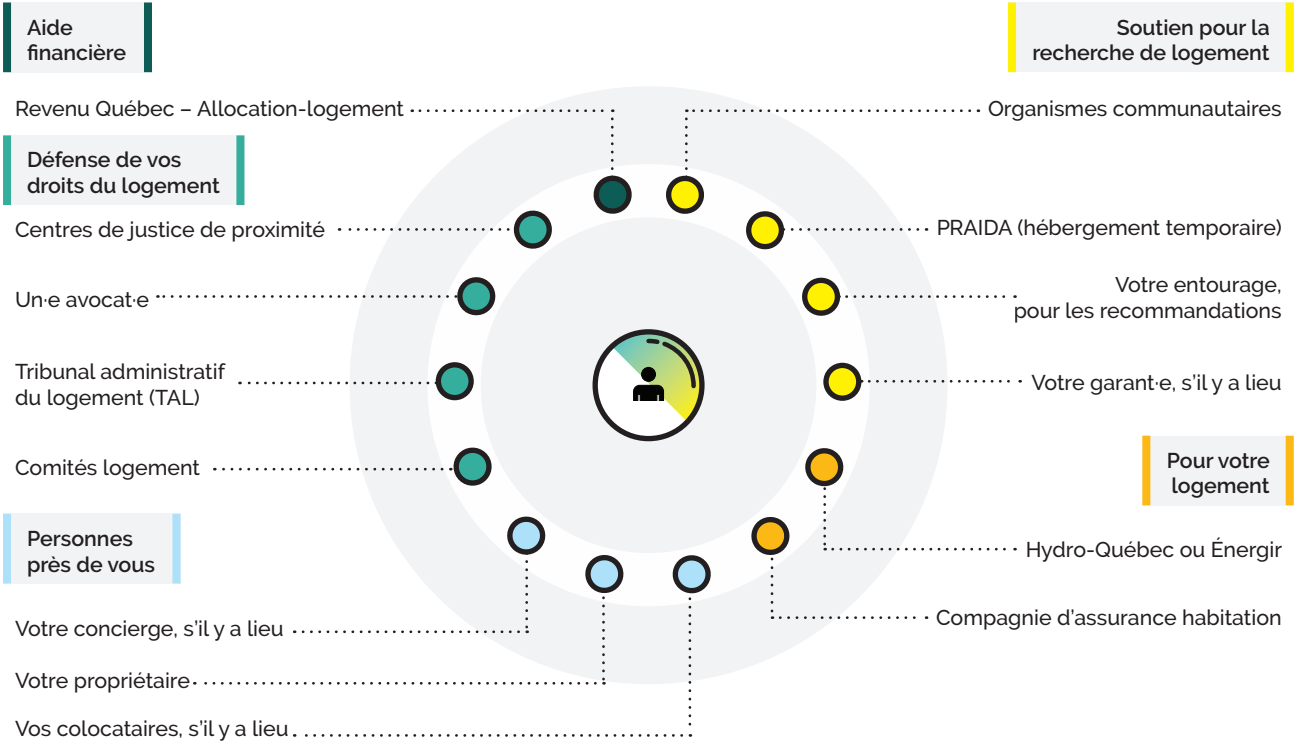 Aide
financière
Revenu Québec – Allocation-logement
Défense de vos
droits du logement
Centres de justice de proximité
Un·e avocat·e
Tribunal administratif
du logement (TAL)
Comités logement
Personnes
près de vous
Votre concierge, s'il y a lieu
Votre propriétaire
Vos colocataires, s'il y a lieu
Soutien pour la
recherche de logement
Organismes communautaires
PRAIDA (hébergement temporaire)
Votre entourage,
pour les recommandations
Votre garant·e, s'il y a lieu
Pour votre
logement
Hydro-Québec ou Énergir
Compagnie d'assurance habitation